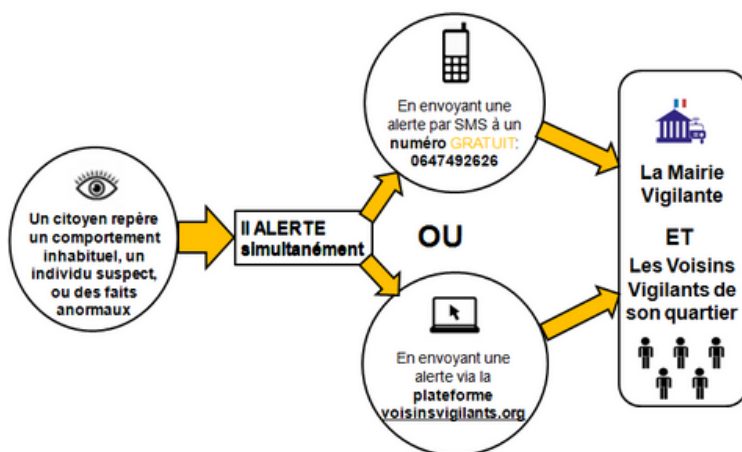 Un citoyen repère
un comportement
inhabituel, un
individu suspect,
ou des faits
anormaux
Il ALERTE
simultanément
En envoyant une
alerte par SMS à un
numéro GRATUIT:
0647492626
OU
En envoyant une
alerte via la
plateforme
voisinsvigilants.org
La Mairie
Vigilante
ET
Les Voisins
Vigilants de
son quartier